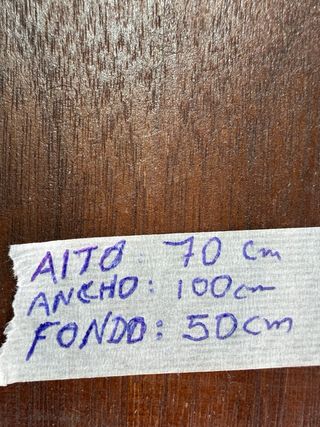 ALTO: 70 cm
ANCHO: 100cm
FONDO: 50cm